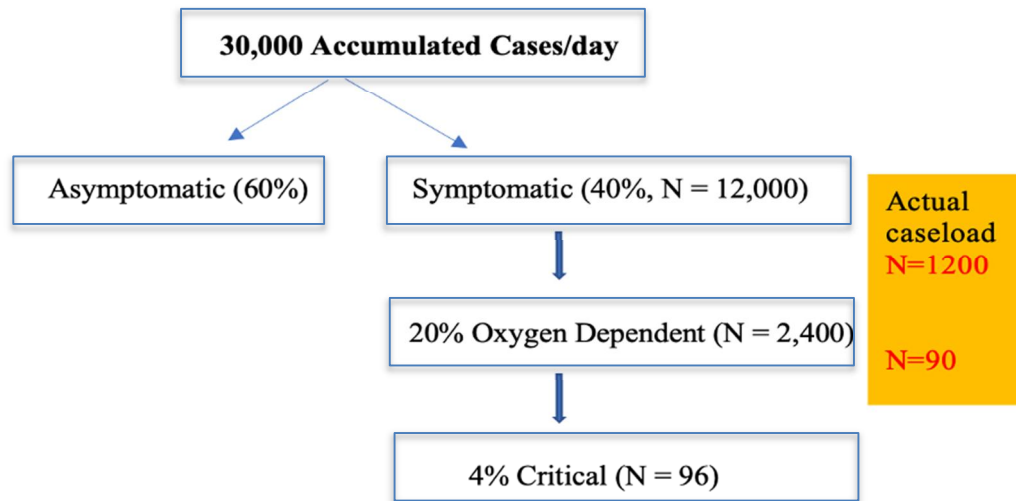 30,000 Accumulated Cases/day
Asymptomatic (60%)
Symptomatic (40%, N = 12,000)
Actual
caseload
N=1200
20% Oxygen Dependent (N = 2,400)
N=90
4% Critical (N = 96)